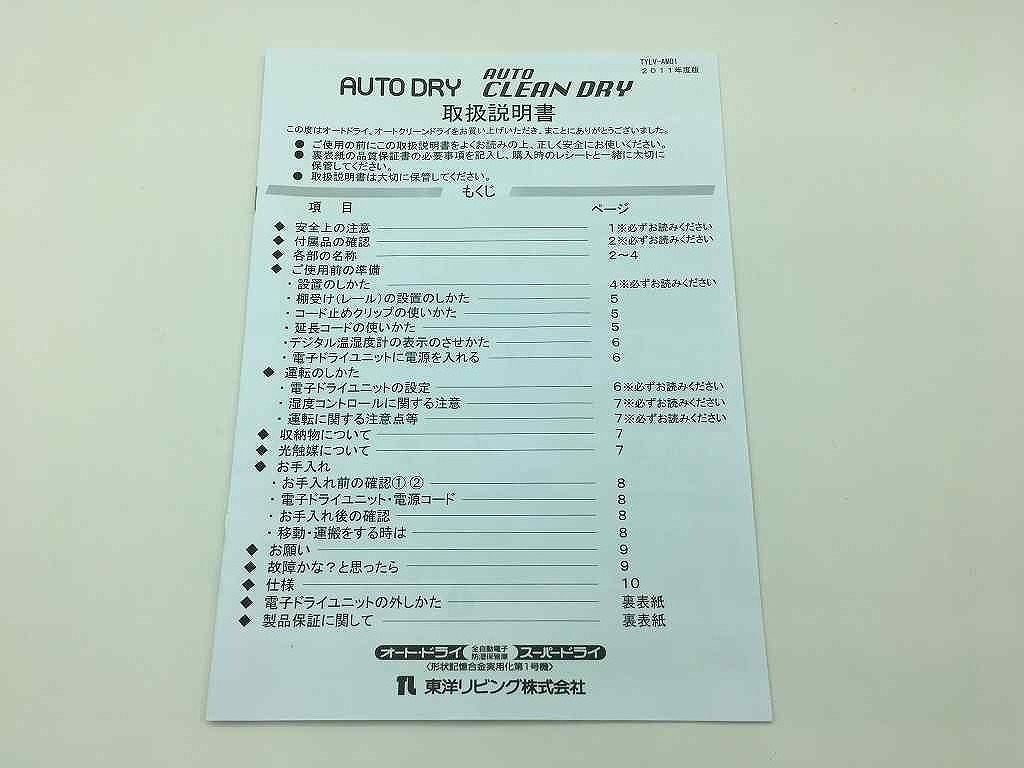 TYLV-AM01
2011年度版
AUTO DRY AUTO CLEAN DRY
取扱説明書
この度はオートドライ、オートクリーンドライをお買い上げいただき、まことにありがとうございました。
● ご使用の前にこの取扱説明書をよくお読みの上、正しく安全にお使いください。
● 裏表紙の品質保証書の必要事項を記入し、購入時のレシートと一緒に大切に
保管してください。
● 取扱説明書は大切に保管してください。
もくじ
項 目 ページ
◆ 安全上の注意 1※必ずお読みください
◆ 付属品の確認 2※必ずお読みください
◆ 各部の名称 2～4
◆ ご使用前の準備
・設置のしかた 4※必ずお読みください
・棚受け(レール)の設置のしかた 5
・コード止めクリップの使いかた 5
・延長コードの使いかた 5
・デジタル温湿度計の表示のさせかた 6
・電子ドライユニットに電源を入れる 6
◆ 運転のしかた
・電子ドライユニットの設定 6※必ずお読みください
・湿度コントロールに関する注意 7※必ずお読みください
・運転に関する注意点等 7※必ずお読みください
◆ 収納物について 7
◆ 光触媒について 7
◆ お手入れ
・お手入れ前の確認①② 8
・電子ドライユニット・電源コード 8
・お手入れ後の確認 8
・移動・運搬をする時は 8
◆ お願い 9
◆ 故障かな?と思ったら 9
◆ 仕様 10
◆ 電子ドライユニットの外しかた 裏表紙
◆ 製品保証に関して 裏表紙
オート・ドライ 全自動電子防湿保管庫 スーパードライ
〈形状記憶合金実用化第1号機〉
TL 東洋リビング株式会社